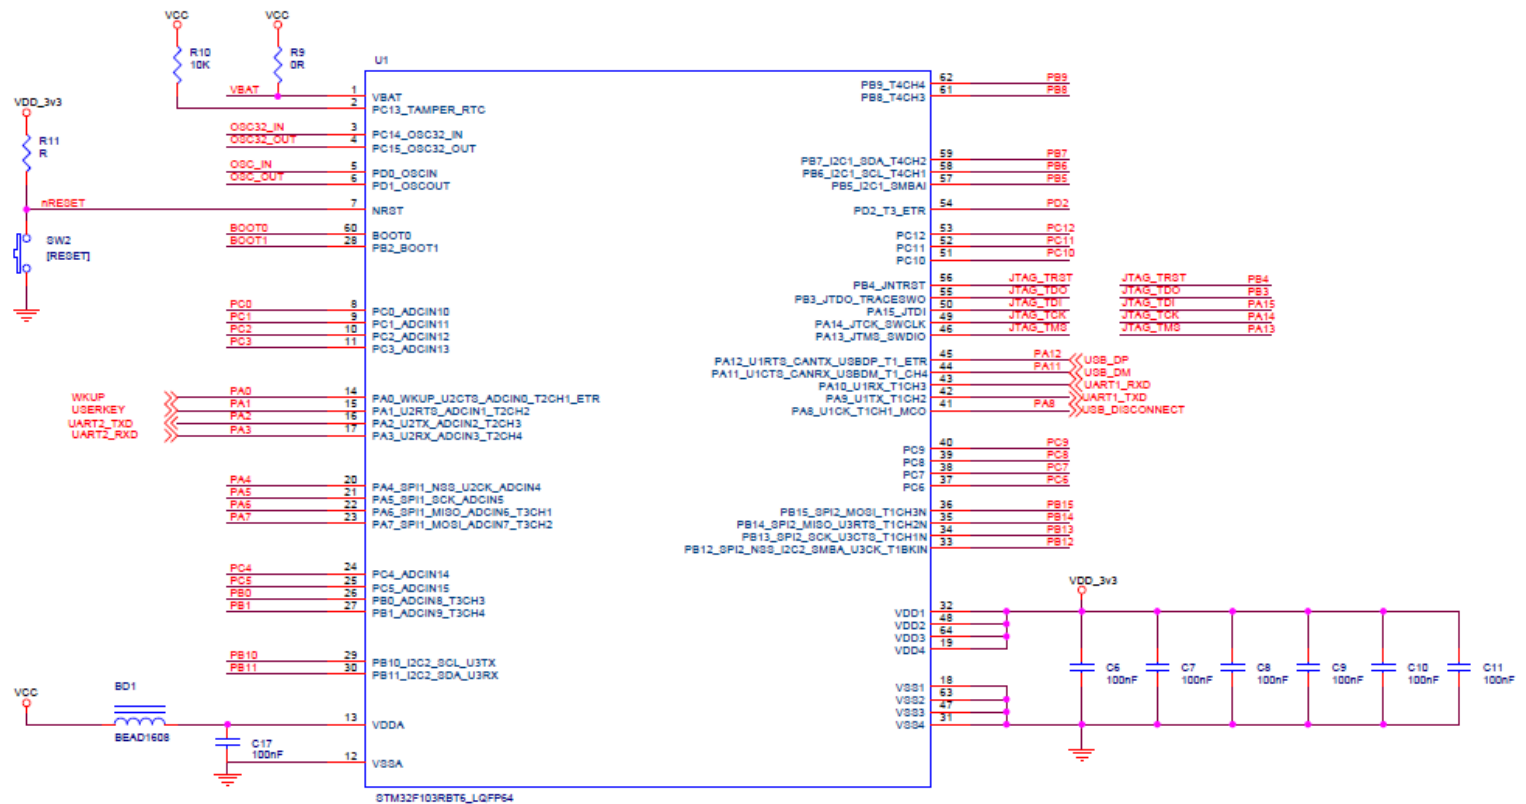 VCC
VCC
R10
10K
R9
0R
U1
VBAT
1
VBAT
2
PC13_TAMPER_RTC
VDD_3v3
R11
R
OSC32_IN
3
PC14_OSC32_IN
OSC32_OUT
4
PC15_OSC32_OUT
OSC_IN
5
PD0_OSCIN
OSC_OUT
6
PD1_OSCOUT
nRESET
7
NRST
SW2
[RESET]
BOOT0
60
BOOT0
BOOT1
28
PB2_BOOT1
PC0
8
PC0_ADCIN10
PC1
9
PC1_ADCIN11
PC2
10
PC2_ADCIN12
PC3
11
PC3_ADCIN13
WKUP
PA0
14
PA0_WKUP_U2CTS_ADCIN0_T2CH1_ETR
USERKEY
PA1
15
PA1_U2RTS_ADCIN1_T2CH2
UART2_TXD
PA2
16
PA2_U2TX_ADCIN2_T2CH3
UART2_RXD
PA3
17
PA3_U2RX_ADCIN3_T2CH4
PA4
20
PA4_SPI1_NSS_U2CK_ADCIN4
PA5
21
PA5_SPI1_SCK_ADCIN5
PA6
22
PA6_SPI1_MISO_ADCIN6_T3CH1
PA7
23
PA7_SPI1_MOSI_ADCIN7_T3CH2
PC4
24
PC4_ADCIN14
PC5
25
PC5_ADCIN15
PB0
26
PB0_ADCIN8_T3CH3
PB1
27
PB1_ADCIN9_T3CH4
PB10
29
PB10_I2C2_SCL_U3TX
PB11
30
PB11_I2C2_SDA_U3RX
VCC
BD1
BEAD1608
13
VDDA
C17
100nF
12
VSSA
STM32F103RBT6_LQFP64
PB9_T4CH4
62
PB9
PB8_T4CH3
61
PB8
PB7_I2C1_SDA_T4CH2
59
PB7
PB6_I2C1_SCL_T4CH1
58
PB6
PB5_I2C1_SMBAI
57
PB5
PD2_T3_ETR
54
PD2
PC12
53
PC12
PC11
52
PC11
PC10
51
PC10
PB4_JNTRST
56
JTAG_TRST
JTAG_TRST
PB4
PB3_JTDO_TRACESWO
55
JTAG_TDO
JTAG_TDO
PB3
PA15_JTDI
50
JTAG_TDI
JTAG_TDI
PA15
PA14_JTCK_SWCLK
49
JTAG_TCK
JTAG_TCK
PA14
PA13_JTMS_SWDIO
46
JTAG_TMS
JTAG_TMS
PA13
PA12_U1RTS_CANTX_USBDP_T1_ETR
45
PA12
USB_DP
PA11_U1CTS_CANRX_USBDM_T1_CH4
44
PA11
USB_DM
PA10_U1RX_T1CH3
43
UART1_RXD
PA9_U1TX_T1CH2
42
UART1_TXD
PA8_U1CK_T1CH1_MCO
41
PA8
USB_DISCONNECT
PC9
40
PC9
PC8
39
PC8
PC7
38
PC7
PC6
37
PC6
PB15_SPI2_MOSI_T1CH3N
36
PB15
PB14_SPI2_MISO_U3RTS_T1CH2N
35
PB14
PB13_SPI2_SCK_U3CTS_T1CH1N
34
PB13
PB12_SPI2_NSS_I2C2_SMBA_U3CK_T1BKIN
33
PB12
VDD_3v3
VDD1
32
VDD2
48
VDD3
64
VDD4
19
VSS1
18
VSS2
63
VSS3
47
VSS4
31
C6
100nF
C7
100nF
C8
100nF
C9
100nF
C10
100nF
C11
100nF